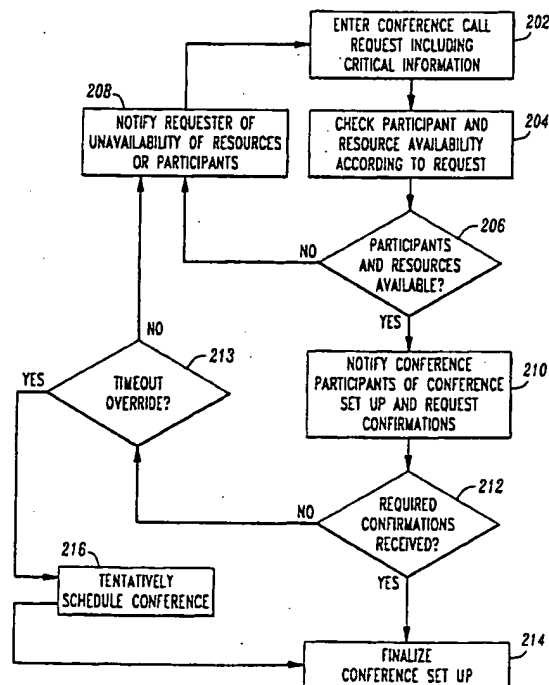 202
ENTER CONFERENCE CALL
REQUEST INCLUDING
CRITICAL INFORMATION
208
NOTIFY REQUESTER OF
UNAVAILABILITY OF RESOURCES
OR PARTICIPANTS
204
CHECK PARTICIPANT AND
RESOURCE AVAILABILITY
ACCORDING TO REQUEST
206
NO
PARTICIPANTS
AND RESOURCES
AVAILABLE?
YES
NO
213
YES
TIMEOUT
OVERRIDE?
210
NOTIFY CONFERENCE
PARTICIPANTS OF CONFERENCE
SET UP AND REQUEST
CONFIRMATIONS
212
NO
REQUIRED
CONFIRMATIONS
RECEIVED?
YES
216
TENTATIVELY
SCHEDULE CONFERENCE
214
FINALIZE
CONFERENCE SET UP